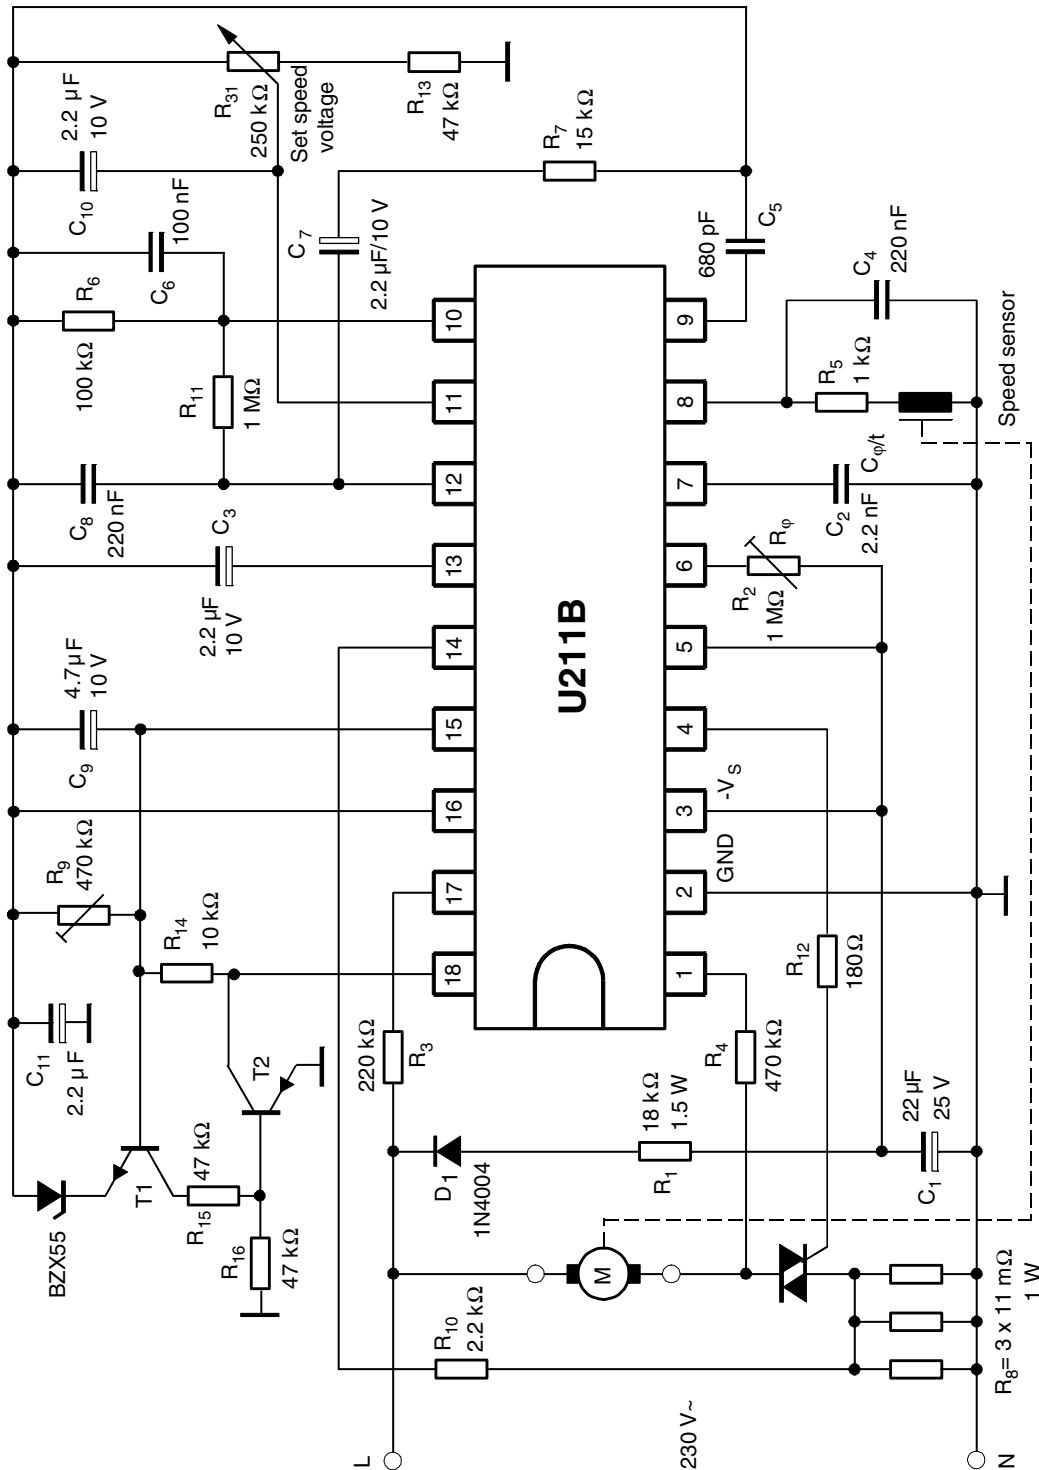 L
230 V~
N
R10
2.2 kΩ
R8= 3 x 11 mΩ
1 W
BZX55
T1
R15
47 kΩ
R16
47 kΩ
T2
C11
2.2 µF
R14
10 kΩ
R9
470 kΩ
C9
4.7µF
10 V
2.2 µF
10 V
C3
C8
220 nF
R11
1 MΩ
100 kΩ
R6
C6
100 nF
C10
2.2 µF
10 V
R31
250 kΩ
Set speed
voltage
R13
47 kΩ
C7
2.2 µF/10 V
R7
15 kΩ
680 pF
C5
220 kΩ
R3
D1
1N4004
R1
18 kΩ
1.5 W
R4
470 kΩ
M
C1
22 µF
25 V
R12
180Ω
18
17
16
15
14
13
12
11
10
U211B
1
2
3
4
5
6
7
8
9
GND
-VS
R2
1 MΩ
Rφ
C2
2.2 nF
Cφ/t
R5
1 kΩ
C4
220 nF
Speed sensor